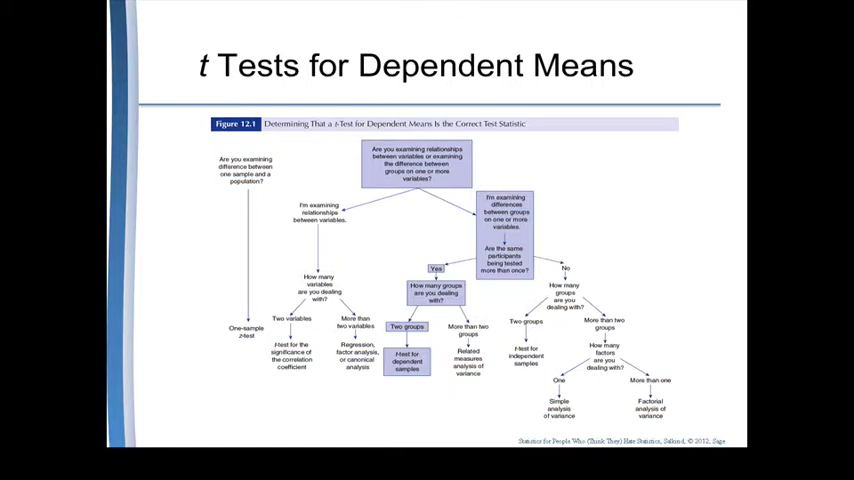 t Tests for Dependent Means
Figure 12.1 Determining That a t-Test for Dependent Means Is the Correct Test Statistic
Are you examining
difference between
one sample and a
population?
Are you examining relationships
between variables or examining
the difference between
groups on one or more
variables?
I'm examining
relationships
between variables.
I'm examining
differences
between groups
on one or more
variables.
Are the same
participants
being tested
more than once?
Yes
No
How many
variables
are you dealing
with?
How many groups
are you dealing
with?
How many
groups
are you
dealing with?
Two variables
More than
two variables
Two groups
More than two
groups
Two groups
More than two
groups
One-sample
z-test
t-test for the
significance of
the correlation
coefficient
Regression,
factor analysis,
or canonical
analysis
t-test for
dependent
samples
Related
measures
analysis of
variance
t-test for
independent
samples
How many
factors
are you
dealing with?
One
More than one
Simple
analysis
of variance
Factorial
analysis of
variance
Statistics for People Who (Think They) Hate Statistics, Salkind, © 2012, Sage